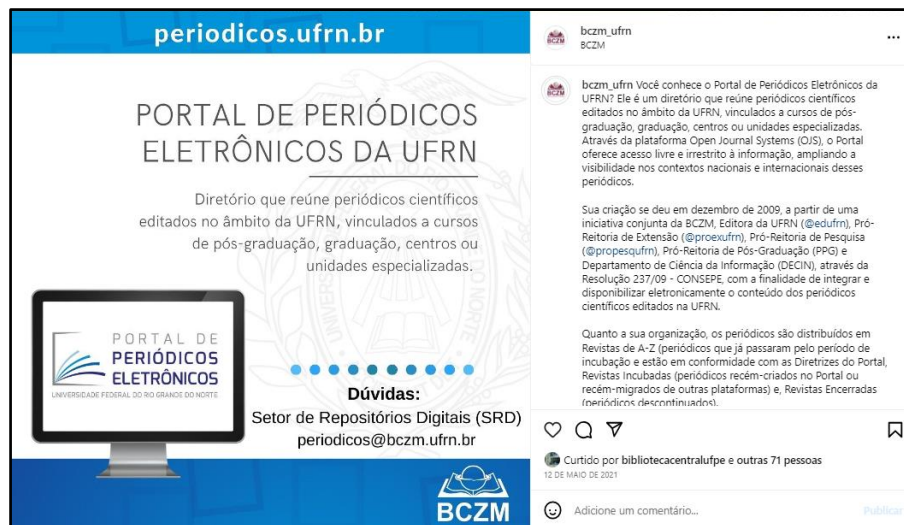 periodicos.ufrn.br
PORTAL DE PERIÓDICOS
ELETRÔNICOS DA UFRN
Diretório que reúne periódicos científicos
editados no âmbito da UFRN, vinculados a cursos
de pós-graduação, graduação, centros ou
unidades especializadas.
PORTAL DE
PERIÓDICOS
ELETRÔNICOS
UNIVERSIDADE FEDERAL DO RIO GRANDE DO NORTE
Dúvidas:
Setor de Repositórios Digitais (SRD)
periodicos@bczm.ufrn.br
BCZM
bczm_ufrn
BCZM
bczm_ufrn Você conhece o Portal de Periódicos Eletrônicos da
UFRN? Ele é um diretório que reúne periódicos científicos
editados no âmbito da UFRN, vinculados a cursos de pós-
graduação, graduação, centros ou unidades especializadas.
Através da plataforma Open Journal Systems (OJS), o Portal
oferece acesso livre e irrestrito à informação, ampliando a
visibilidade nos contextos nacionais e internacionais desses
periódicos.
Sua criação se deu em dezembro de 2009, a partir de uma
iniciativa conjunta da BCZM, Editora da UFRN (@edufrn), Pró-
Reitoria de Extensão (@proexufrn), Pró-Reitoria de Pesquisa
(@propesqufrn), Pró-Reitoria de Pós-Graduação (PPG) e
Departamento de Ciência da Informação (DECIN), através da
Resolução 237/09 - CONSEPE, com a finalidade de integrar e
disponibilizar eletronicamente o conteúdo dos periódicos
científicos editados na UFRN.
Quanto a sua organização, os periódicos são distribuídos em
Revistas de A-Z (periódicos que já passaram pelo período de
incubação e estão em conformidade com as Diretrizes do Portal,
Revistas Incubadas (periódicos recém-criados no Portal ou
recém-migrados de outras plataformas) e, Revistas Encerradas
(periódicos descontinuados).
Curtido por bibliotecacentralufpe e outras 71 pessoas
12 DE MAIO DE 2021
Adicione um comentário...
Publicar